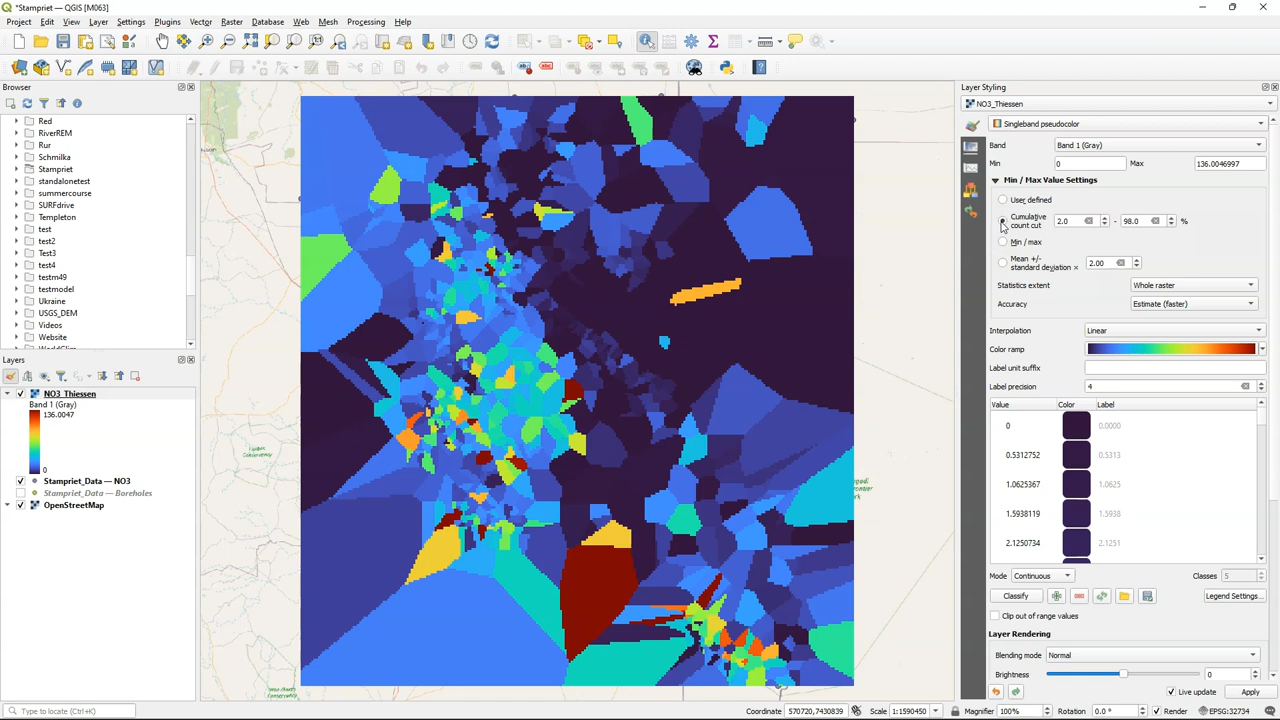 *Stampriet — QGIS [M063]
Project Edit View Layer Settings Plugins Vector Raster Database Web Mesh Processing Help
Browser
Red
RiverREM
Rur
Schmilka
Stampriet
standalonetest
summercourse
SURFdrive
Templeton
test
test2
Test3
test4
testm49
testmodel
Ukraine
USGS_DEM
Videos
Website
Layers
NO3_Thiessen
Band 1 (Gray)
136.0047
0
Stampriet_Data — NO3
Stampriet_Data — Boreholes
OpenStreetMap
Layer Styling
NO3_Thiessen
Singleband pseudocolor
Band Band 1 (Gray)
Min 0 Max 136.0046997
Min / Max Value Settings
User defined
Cumulative
count cut 2.0 - 98.0 %
Min / max
Mean +/-
standard deviation × 2.00
Statistics extent Whole raster
Accuracy Estimate (faster)
Interpolation Linear
Color ramp
Label unit suffix
Label precision 4
Value Color Label
0 0.0000
0.5312752 0.5313
1.0625367 1.0625
1.5938119 1.5938
2.1250734 2.1251
Mode Continuous Classes 5
Classify Legend Settings...
Clip out of range values
Layer Rendering
Blending mode Normal
Brightness 0
Live update Apply
Type to locate (Ctrl+K) Coordinate 570720,7430839 Scale 1:1590450 Magnifier 100% Rotation 0.0 ° Render EPSG:32734